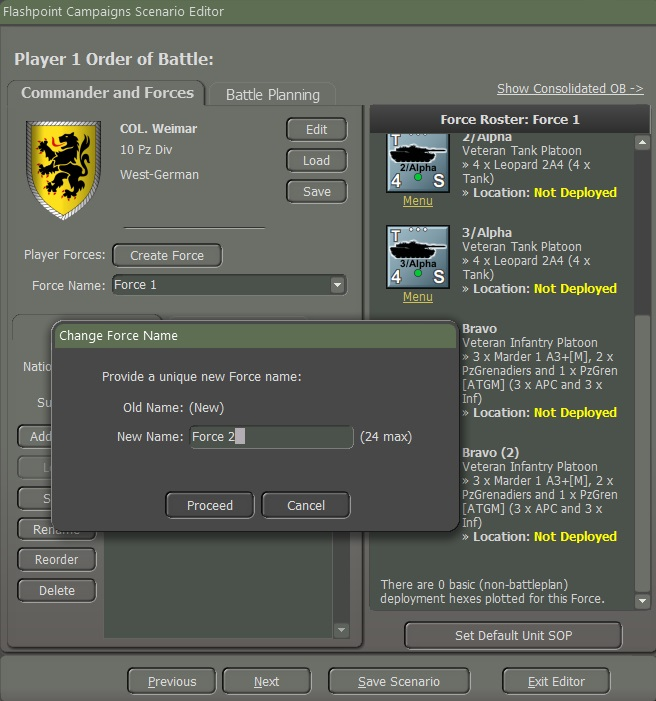 Flashpoint Campaigns Scenario Editor
Player 1 Order of Battle:
Commander and Forces
Battle Planning
Show Consolidated OB ->
COL. Weimar
10 Pz Div
West-German
Edit
Load
Save
Player Forces:
Create Force
Force Name:
Force 1
Force Roster: Force 1
2/Alpha
Veteran Tank Platoon
» 4 x Leopard 2A4 (4 x
Tank)
» Location: Not Deployed
T
2/Alpha
4 S
Menu
3/Alpha
Veteran Tank Platoon
» 4 x Leopard 2A4 (4 x
Tank)
» Location: Not Deployed
T
3/Alpha
4 S
Menu
Bravo
Veteran Infantry Platoon
» 3 x Marder 1 A3+[M], 2 x
PzGrenadiers and 1 x PzGren
[ATGM] (3 x APC and 3 x
Inf)
» Location: Not Deployed
Bravo (2)
Veteran Infantry Platoon
» 3 x Marder 1 A3+[M], 2 x
PzGrenadiers and 1 x PzGren
[ATGM] (3 x APC and 3 x
Inf)
» Location: Not Deployed
There are 0 basic (non-battleplan)
deployment hexes plotted for this Force.
Set Default Unit SOP
Change Force Name
Provide a unique new Force name:
Old Name: (New)
New Name: Force 2 (24 max)
Proceed
Cancel
Natio
Su
Add
L
S
Rename
Reorder
Delete
Previous
Next
Save Scenario
Exit Editor